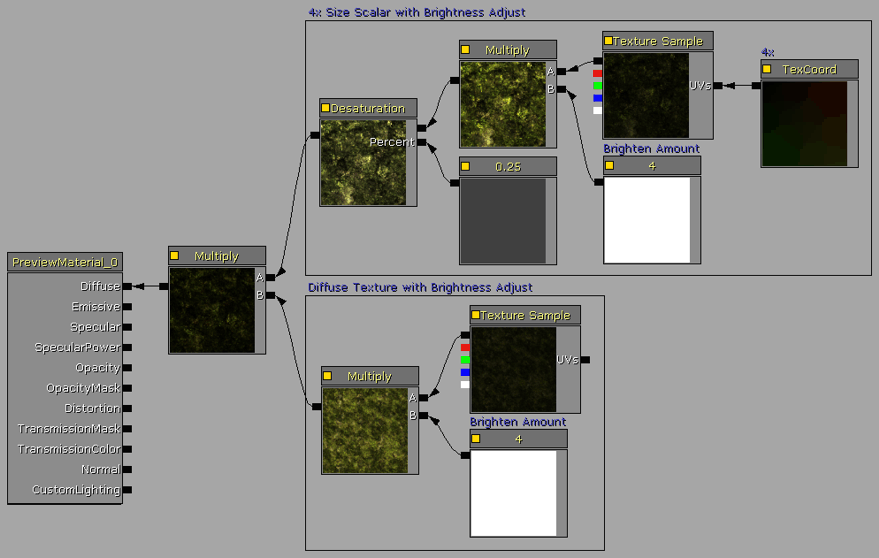 4x Size Scalar with Brightness Adjust
Multiply
A
B
Texture Sample
UVs
4x
TexCoord
Desaturation
Percent
0.25
Brighten Amount
4
PreviewMaterial_0
Diffuse
Emissive
Specular
SpecularPower
Opacity
OpacityMask
Distortion
TransmissionMask
TransmissionColor
Normal
CustomLighting
Multiply
A
B
Diffuse Texture with Brightness Adjust
Multiply
A
B
Texture Sample
UVs
Brighten Amount
4